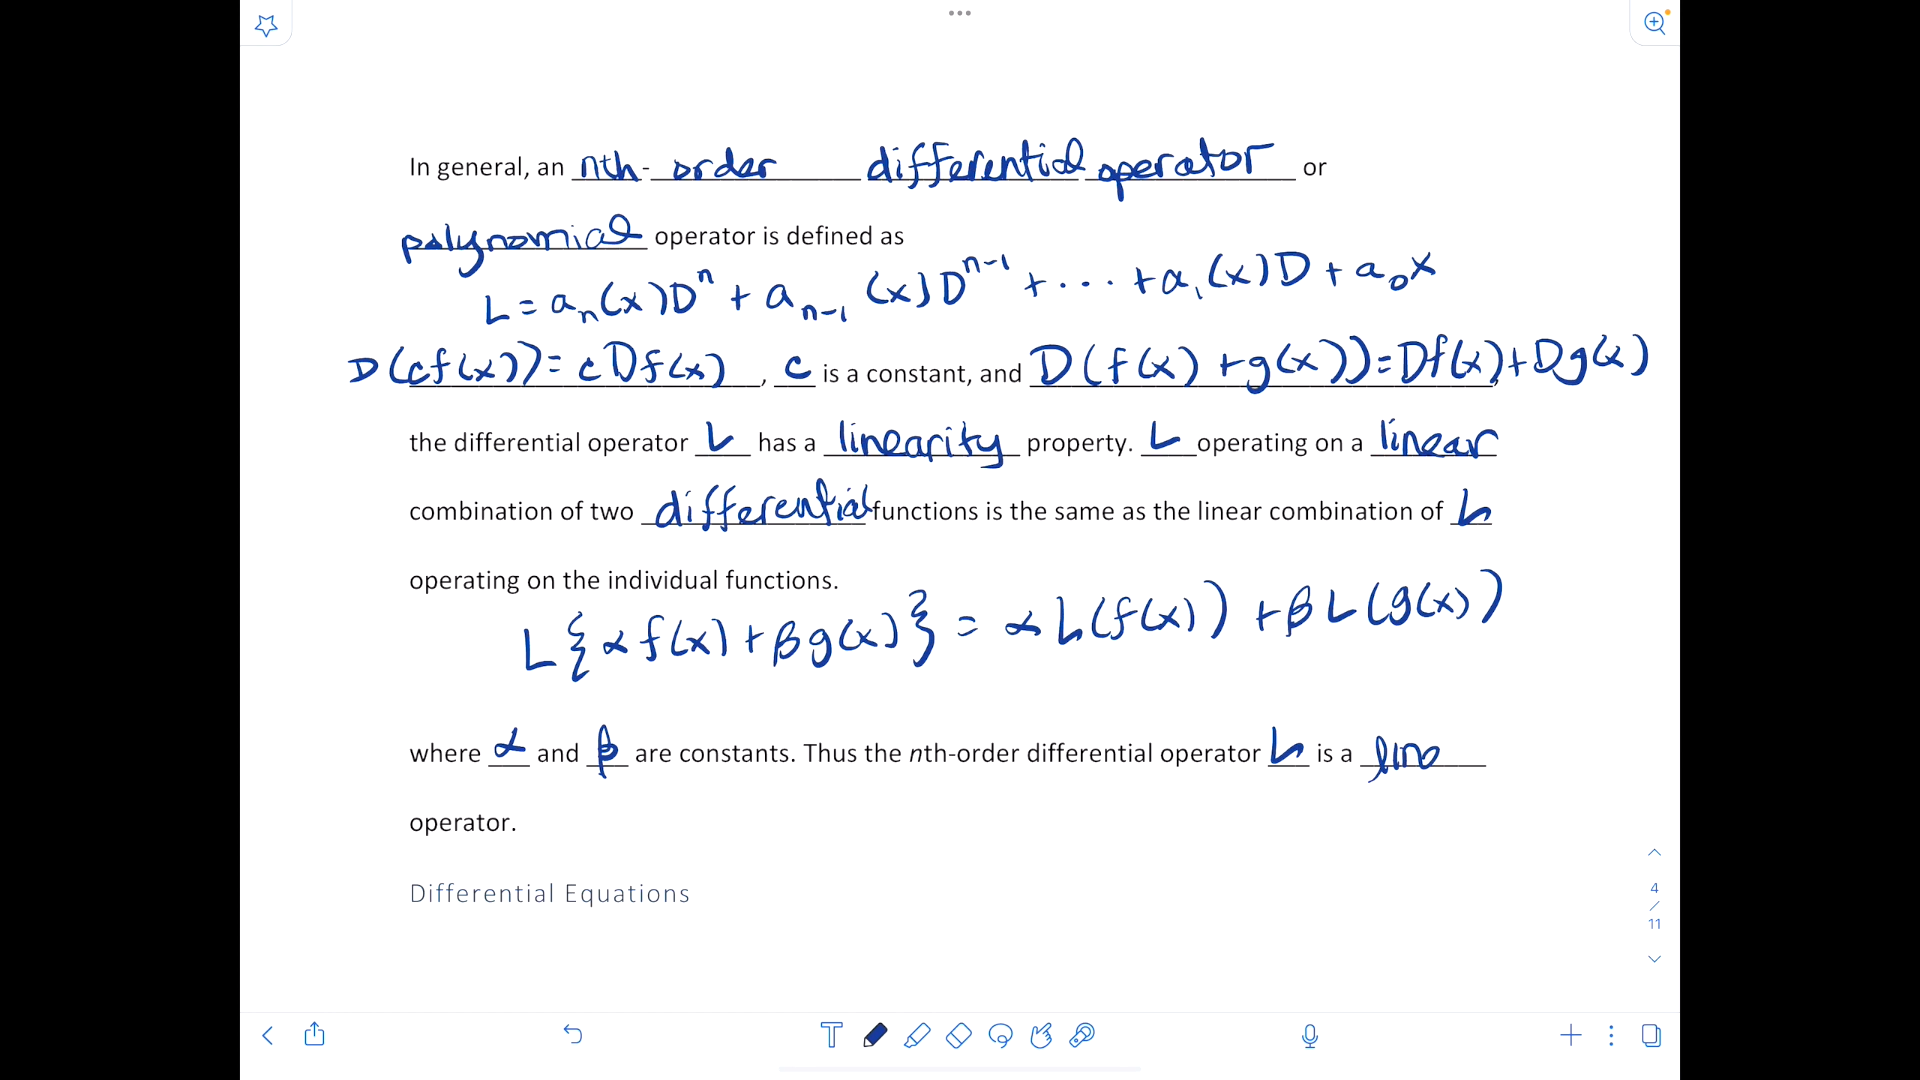 In general, an nth- order differential operator or
polynomial operator is defined as
L = aₙ(x)Dⁿ + aₙ₋₁(x)Dⁿ⁻¹ + ... + a₁(x)D + a₀x
D(cf(x)) = cDf(x), c is a constant, and D(f(x) + g(x)) = Df(x) + Dg(x),
the differential operator L has a linearity property. L operating on a linear
combination of two differential functions is the same as the linear combination of L
operating on the individual functions.
L{αf(x) + βg(x)} = αL(f(x)) + βL(g(x))
where α and β are constants. Thus the nth-order differential operator L is a line
operator.
Differential Equations
4
/
11
T